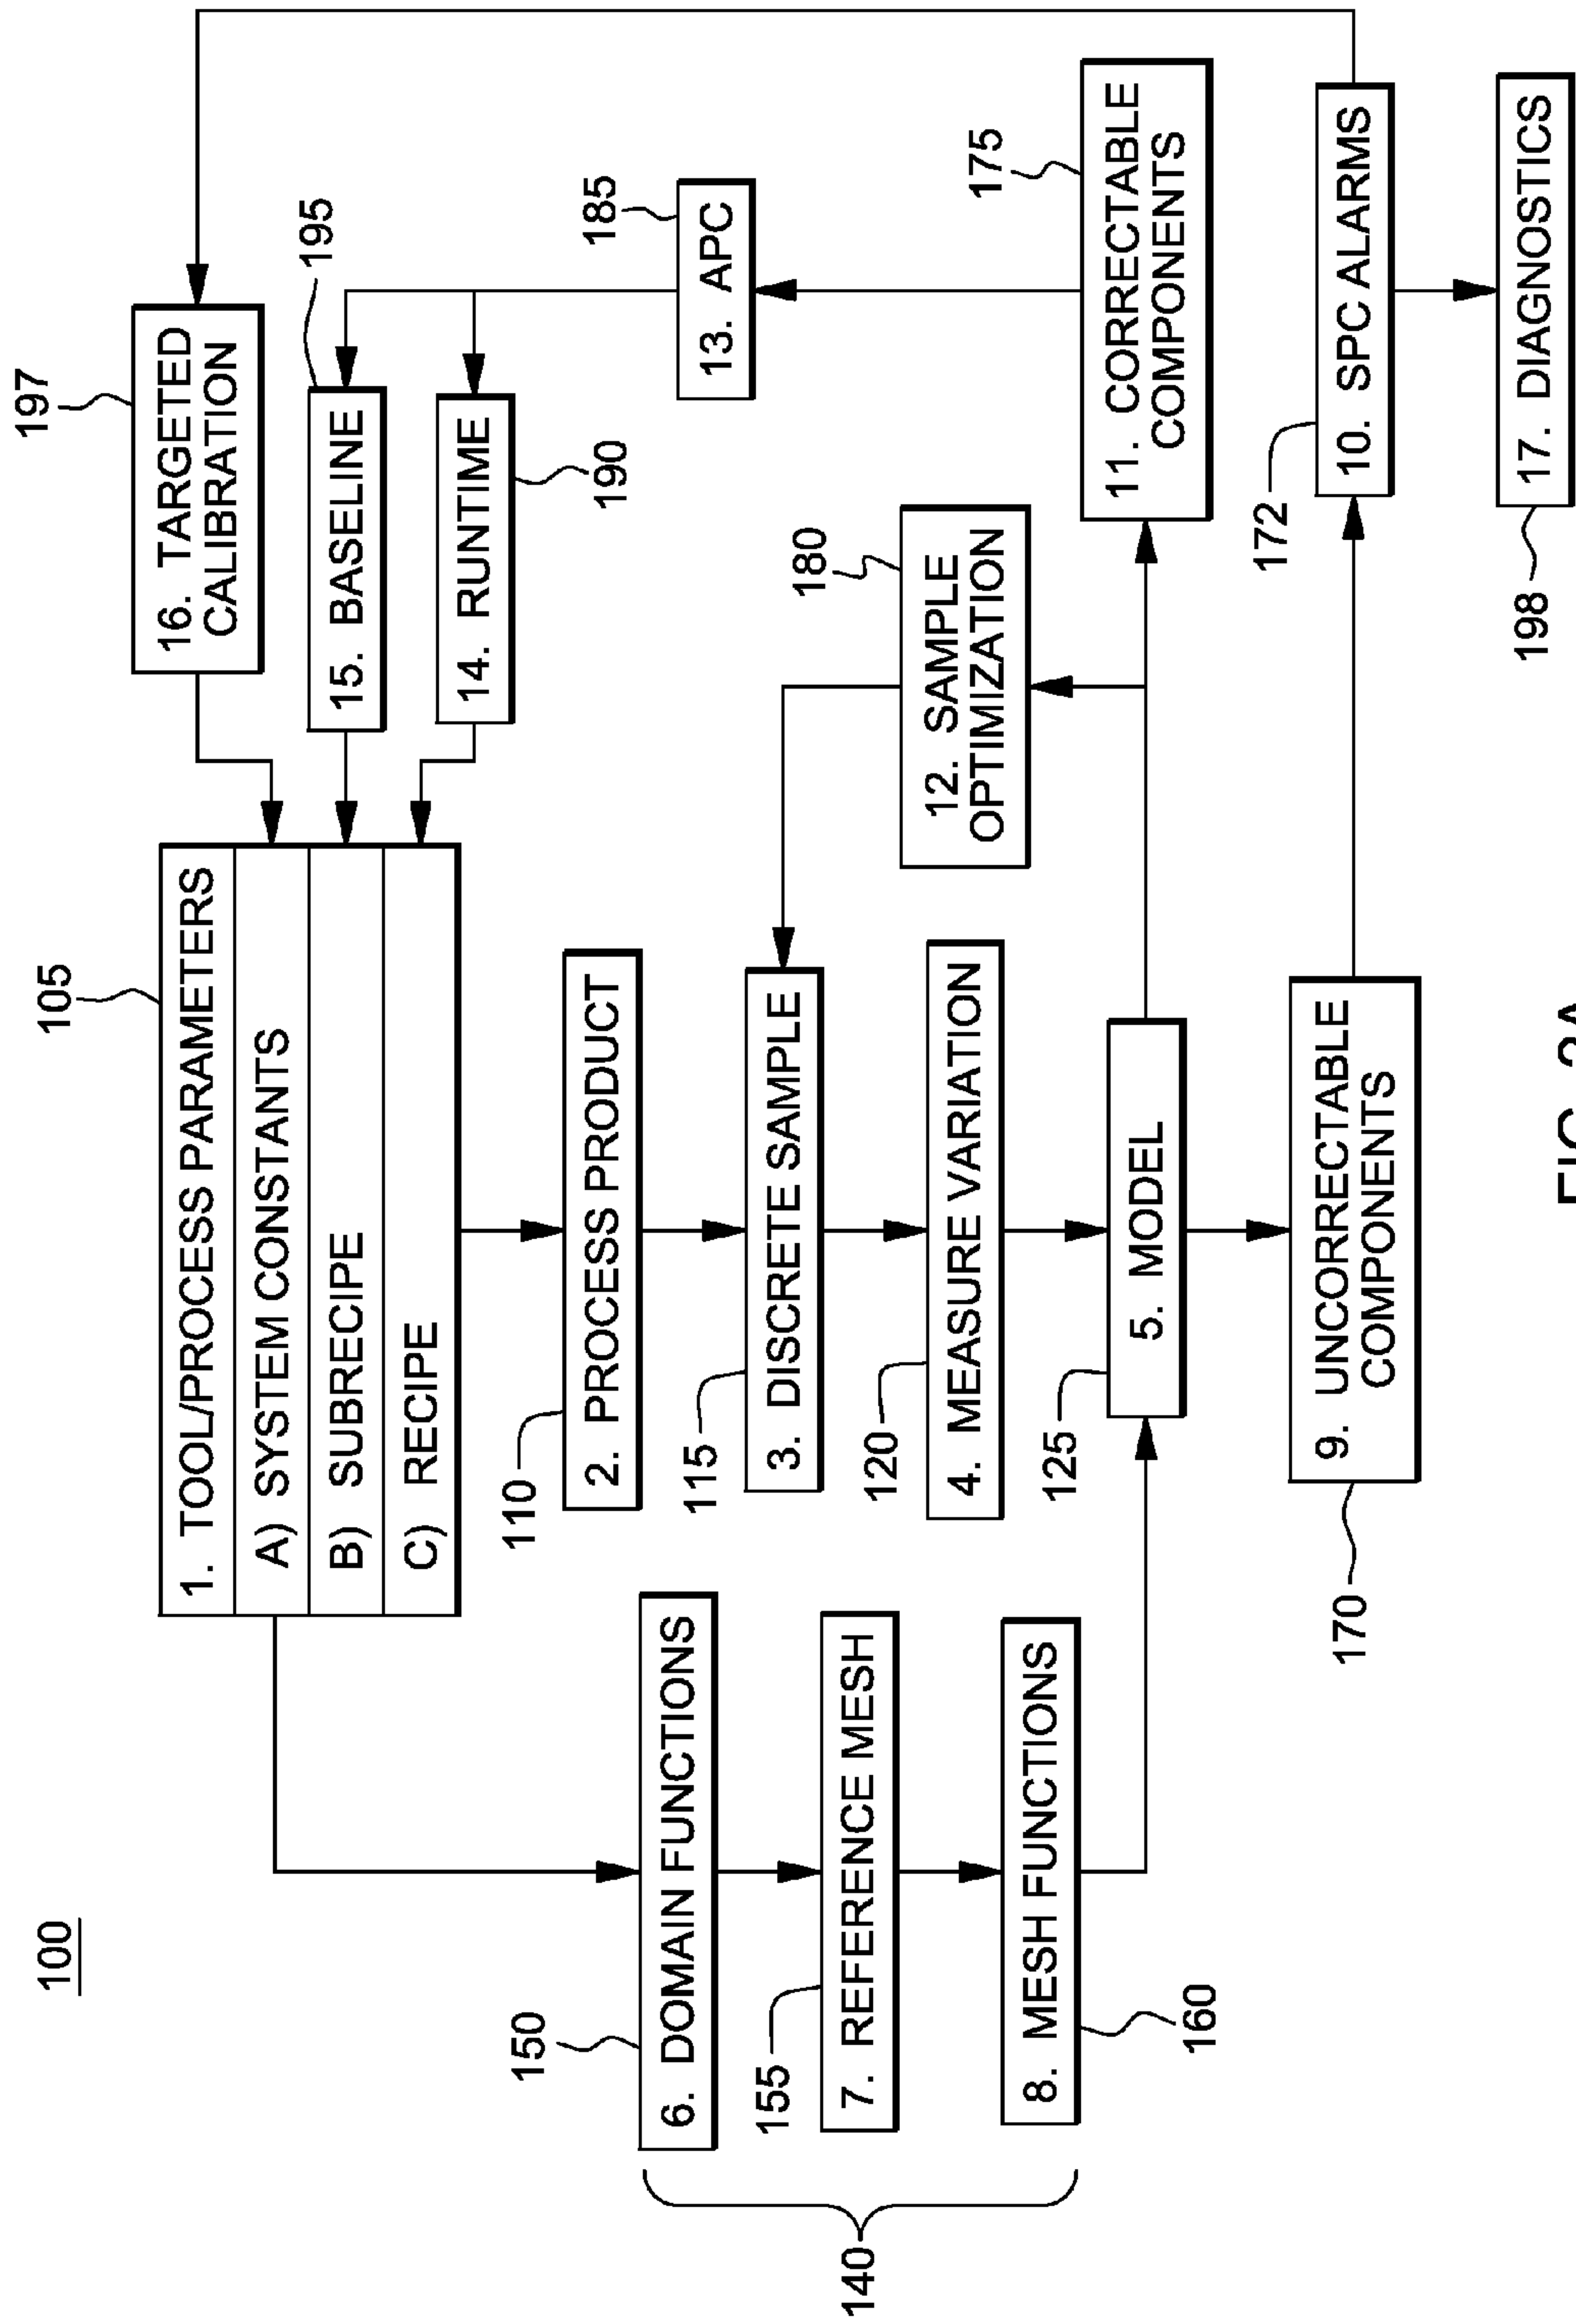 100
105
1. TOOL/PROCESS PARAMETERS
A) SYSTEM CONSTANTS
B) SUBRECIPE
C) RECIPE
197
16. TARGETED
CALIBRATION
195
15. BASELINE
14. RUNTIME
190
110
2. PROCESS PRODUCT
185
13. APC
150
6. DOMAIN FUNCTIONS
115
3. DISCRETE SAMPLE
155
7. REFERENCE MESH
120
4. MEASURE VARIATION
180
12. SAMPLE
OPTIMIZATION
175
11. CORRECTABLE
COMPONENTS
140
8. MESH FUNCTIONS
160
125
5. MODEL
170
9. UNCORRECTABLE
COMPONENTS
172
10. SPC ALARMS
198
17. DIAGNOSTICS
FIG. 2A